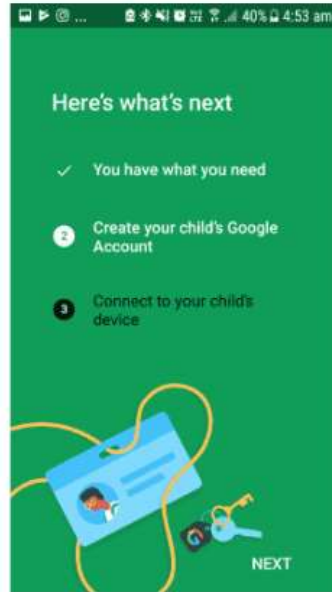 ... 40% 4:53 am
Here's what's next
You have what you need
2 Create your child's Google
Account
3 Connect to your child's
device
NEXT